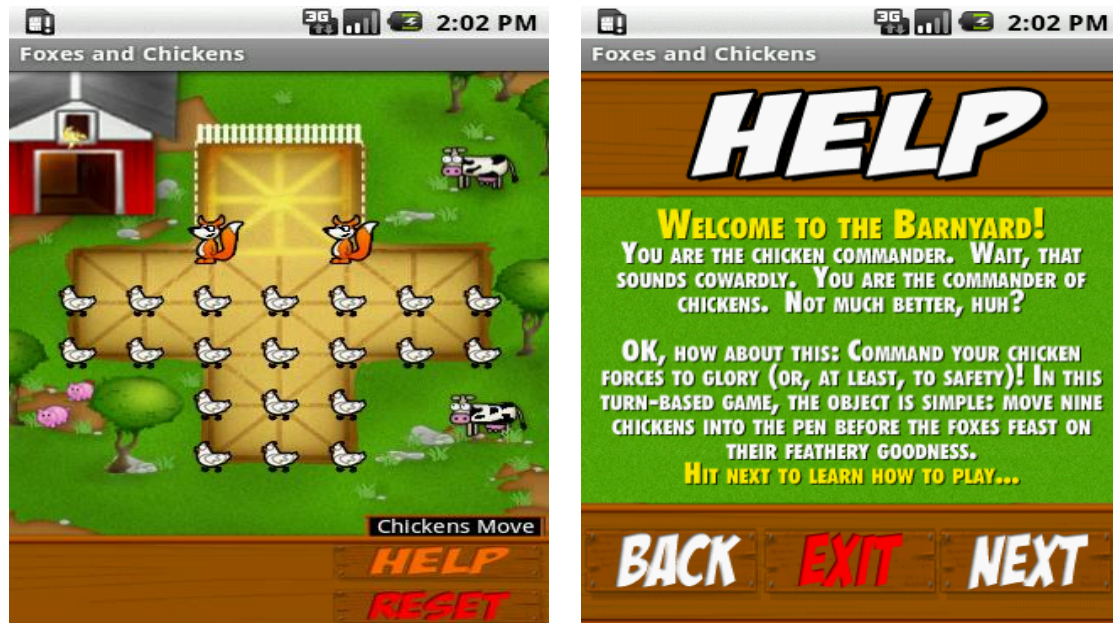 3G 2:02 PM
Foxes and Chickens
Chickens Move
HELP
RESET
3G 2:02 PM
Foxes and Chickens
HELP
WELCOME TO THE BARNYARD!
YOU ARE THE CHICKEN COMMANDER. WAIT, THAT
SOUNDS COWARDLY. YOU ARE THE COMMANDER OF
CHICKENS. NOT MUCH BETTER, HUH?
OK, HOW ABOUT THIS: COMMAND YOUR CHICKEN
FORCES TO GLORY (OR, AT LEAST, TO SAFETY)! IN THIS
TURN-BASED GAME, THE OBJECT IS SIMPLE: MOVE NINE
CHICKENS INTO THE PEN BEFORE THE FOXES FEAST ON
THEIR FEATHERY GOODNESS.
HIT NEXT TO LEARN HOW TO PLAY...
BACK EXIT NEXT